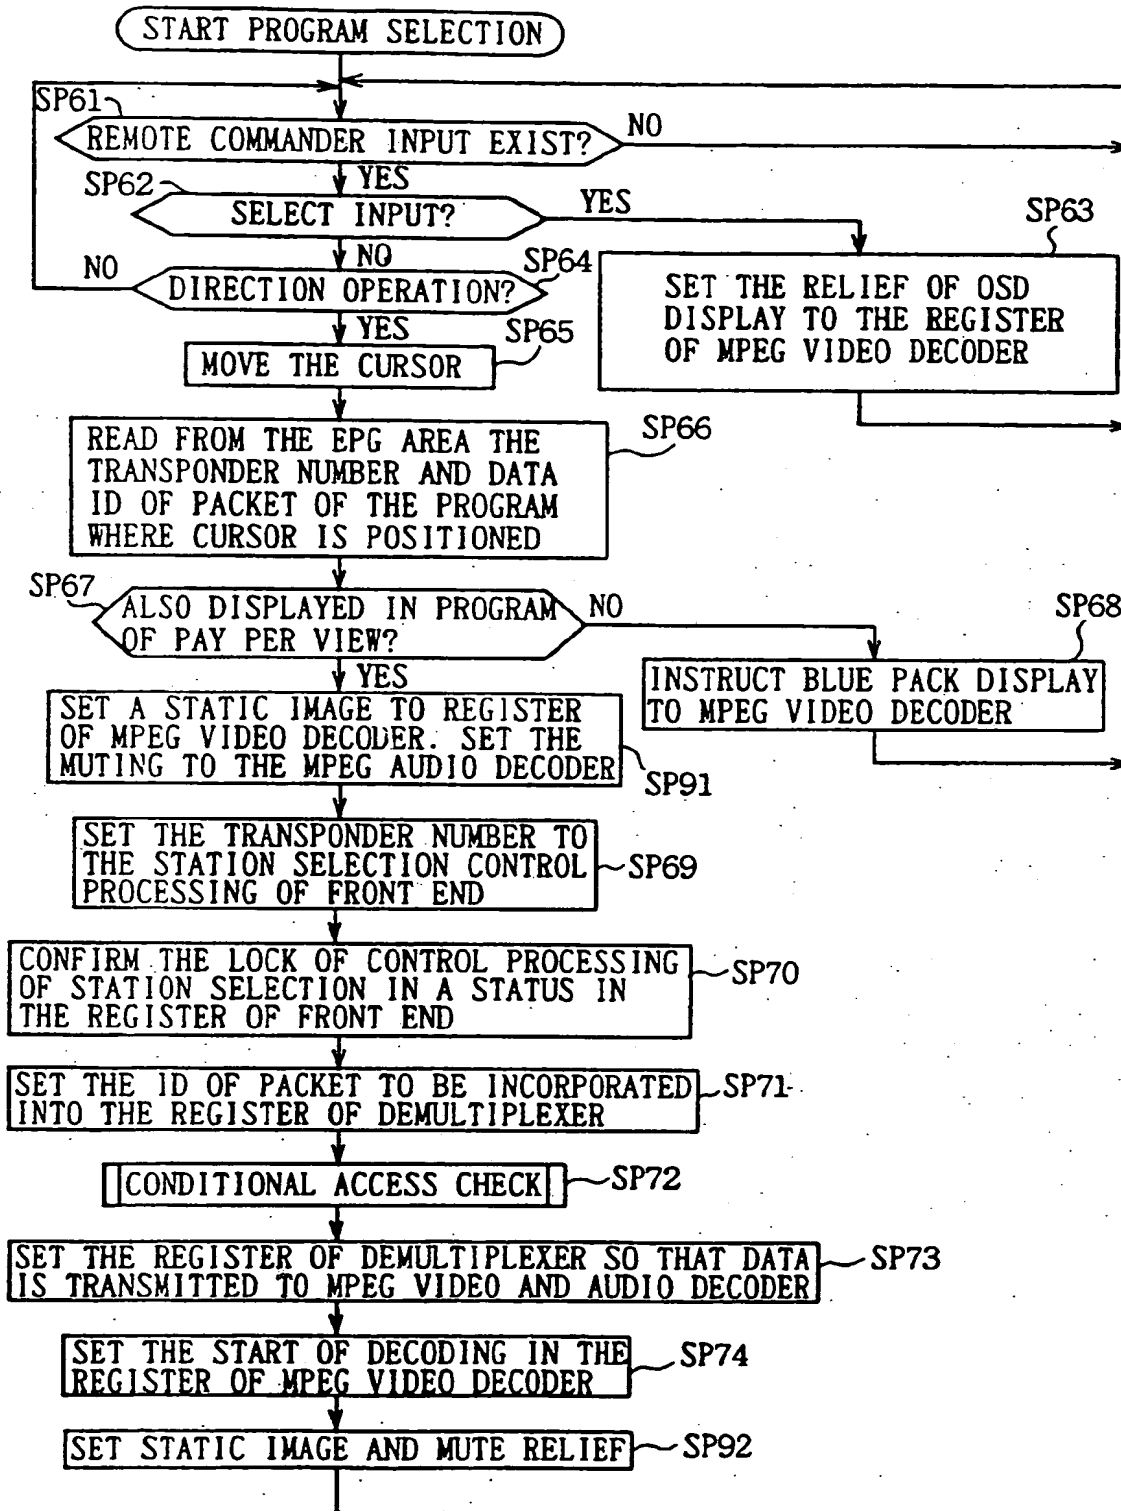 START PROGRAM SELECTION
SP61
REMOTE COMMANDER INPUT EXIST?
NO
YES
SP62
SELECT INPUT?
YES
SP63
SET THE RELIEF OF OSD
DISPLAY TO THE REGISTER
OF MPEG VIDEO DECODER
NO
NO
SP64
DIRECTION OPERATION?
YES
SP65
MOVE THE CURSOR
SP66
READ FROM THE EPG AREA THE
TRANSPONDER NUMBER AND DATA
ID OF PACKET OF THE PROGRAM
WHERE CURSOR IS POSITIONED
SP67
ALSO DISPLAYED IN PROGRAM
OF PAY PER VIEW?
NO
SP68
INSTRUCT BLUE PACK DISPLAY
TO MPEG VIDEO DECODER
YES
SET A STATIC IMAGE TO REGISTER
OF MPEG VIDEO DECODER. SET THE
MUTING TO THE MPEG AUDIO DECODER
SP91
SET THE TRANSPONDER NUMBER TO
THE STATION SELECTION CONTROL
PROCESSING OF FRONT END
SP69
CONFIRM THE LOCK OF CONTROL PROCESSING
OF STATION SELECTION IN A STATUS IN
THE REGISTER OF FRONT END
SP70
SET THE ID OF PACKET TO BE INCORPORATED
INTO THE REGISTER OF DEMULTIPLEXER
SP71
CONDITIONAL ACCESS CHECK
SP72
SET THE REGISTER OF DEMULTIPLEXER SO THAT DATA
IS TRANSMITTED TO MPEG VIDEO AND AUDIO DECODER
SP73
SET THE START OF DECODING IN THE
REGISTER OF MPEG VIDEO DECODER
SP74
SET STATIC IMAGE AND MUTE RELIEF
SP92